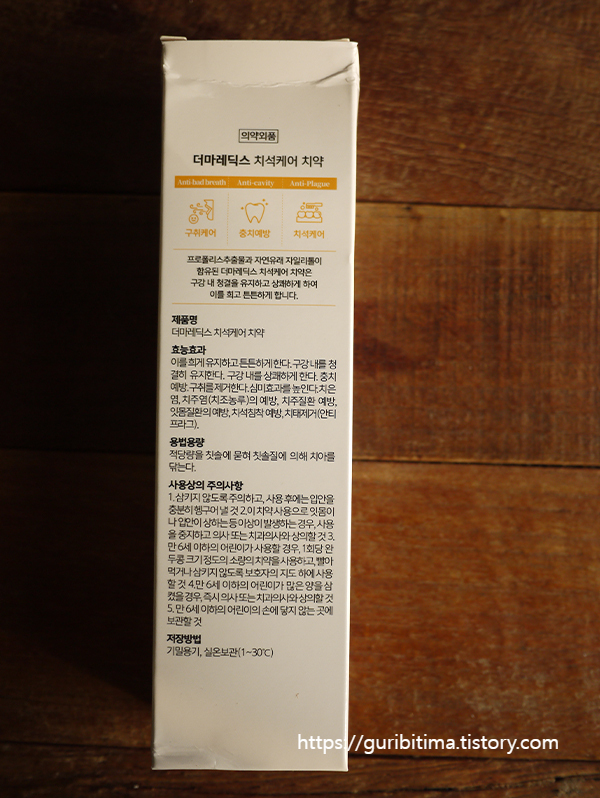 의약외품
더마레딕스 치석케어 치약
Anti-bad breath Anti-cavity Anti-Plague
구취케어 충치예방 치석케어
프로폴리스추출물과 자연유래 자일리톨이
함유된 더마레딕스 치석케어 치약은
구강 내 청결을 유지하고 상쾌하게 하여
이를 희고 튼튼하게 합니다.
제품명
더마레딕스 치석케어 치약
효능효과
이를 희게 유지하고 튼튼하게 한다. 구강 내를 청
결히 유지한다. 구강 내를 상쾌하게 한다. 충치
예방. 구취를 제거한다. 심미효과를 높인다. 치은
염, 치주염(치조농루)의 예방, 치주질환 예방,
잇몸질환의 예방, 치석침착 예방, 치태제거(안티
프라그).
용법용량
적당량을 칫솔에 묻혀 칫솔질에 의해 치아를
닦는다.
사용상의 주의사항
1. 삼키지 않도록 주의하고, 사용 후에는 입안을
충분히 헹구어 낼 것 2. 이 치약 사용으로 잇몸이
나 입안이 상하는 등 이상이 발생하는 경우, 사용
을 중지하고 의사 또는 치과의사와 상의할 것 3.
만 6세 이하의 어린이가 사용할 경우, 1회당 완
두콩 크기 정도의 소량의 치약을 사용하고, 빨아
먹거나 삼키지 않도록 보호자의 지도 하에 사용
할 것 4. 만 6세 이하의 어린이가 많은 양을 삼
켰을 경우, 즉시 의사 또는 치과의사와 상의할 것
5. 만 6세 이하의 어린이의 손에 닿지 않는 곳에
보관할 것
저장방법
기밀용기, 실온보관(1~30℃)
https://guribitima.tistory.com